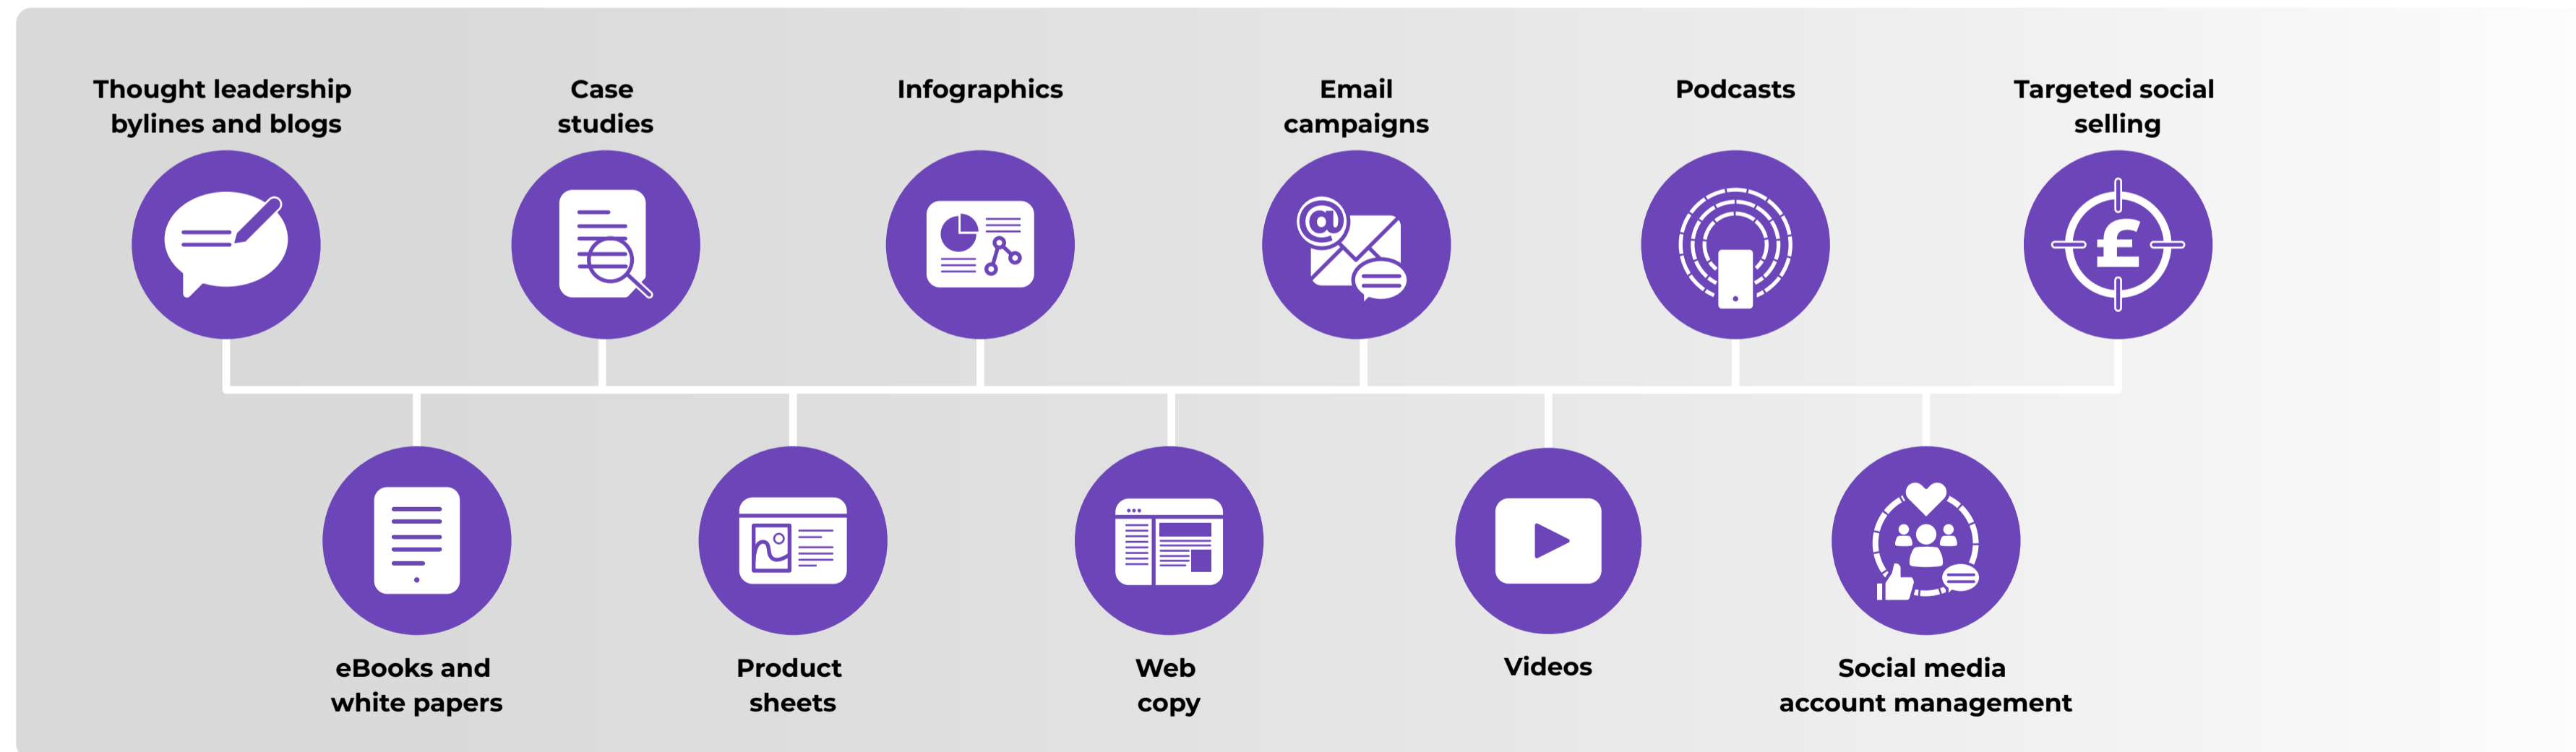 Thought leadership
bylines and blogs
Case
studies
Infographics
Email
campaigns
Podcasts
Targeted social
selling
@
£
eBooks and
white papers
Product
sheets
Web
copy
Videos
Social media
account management